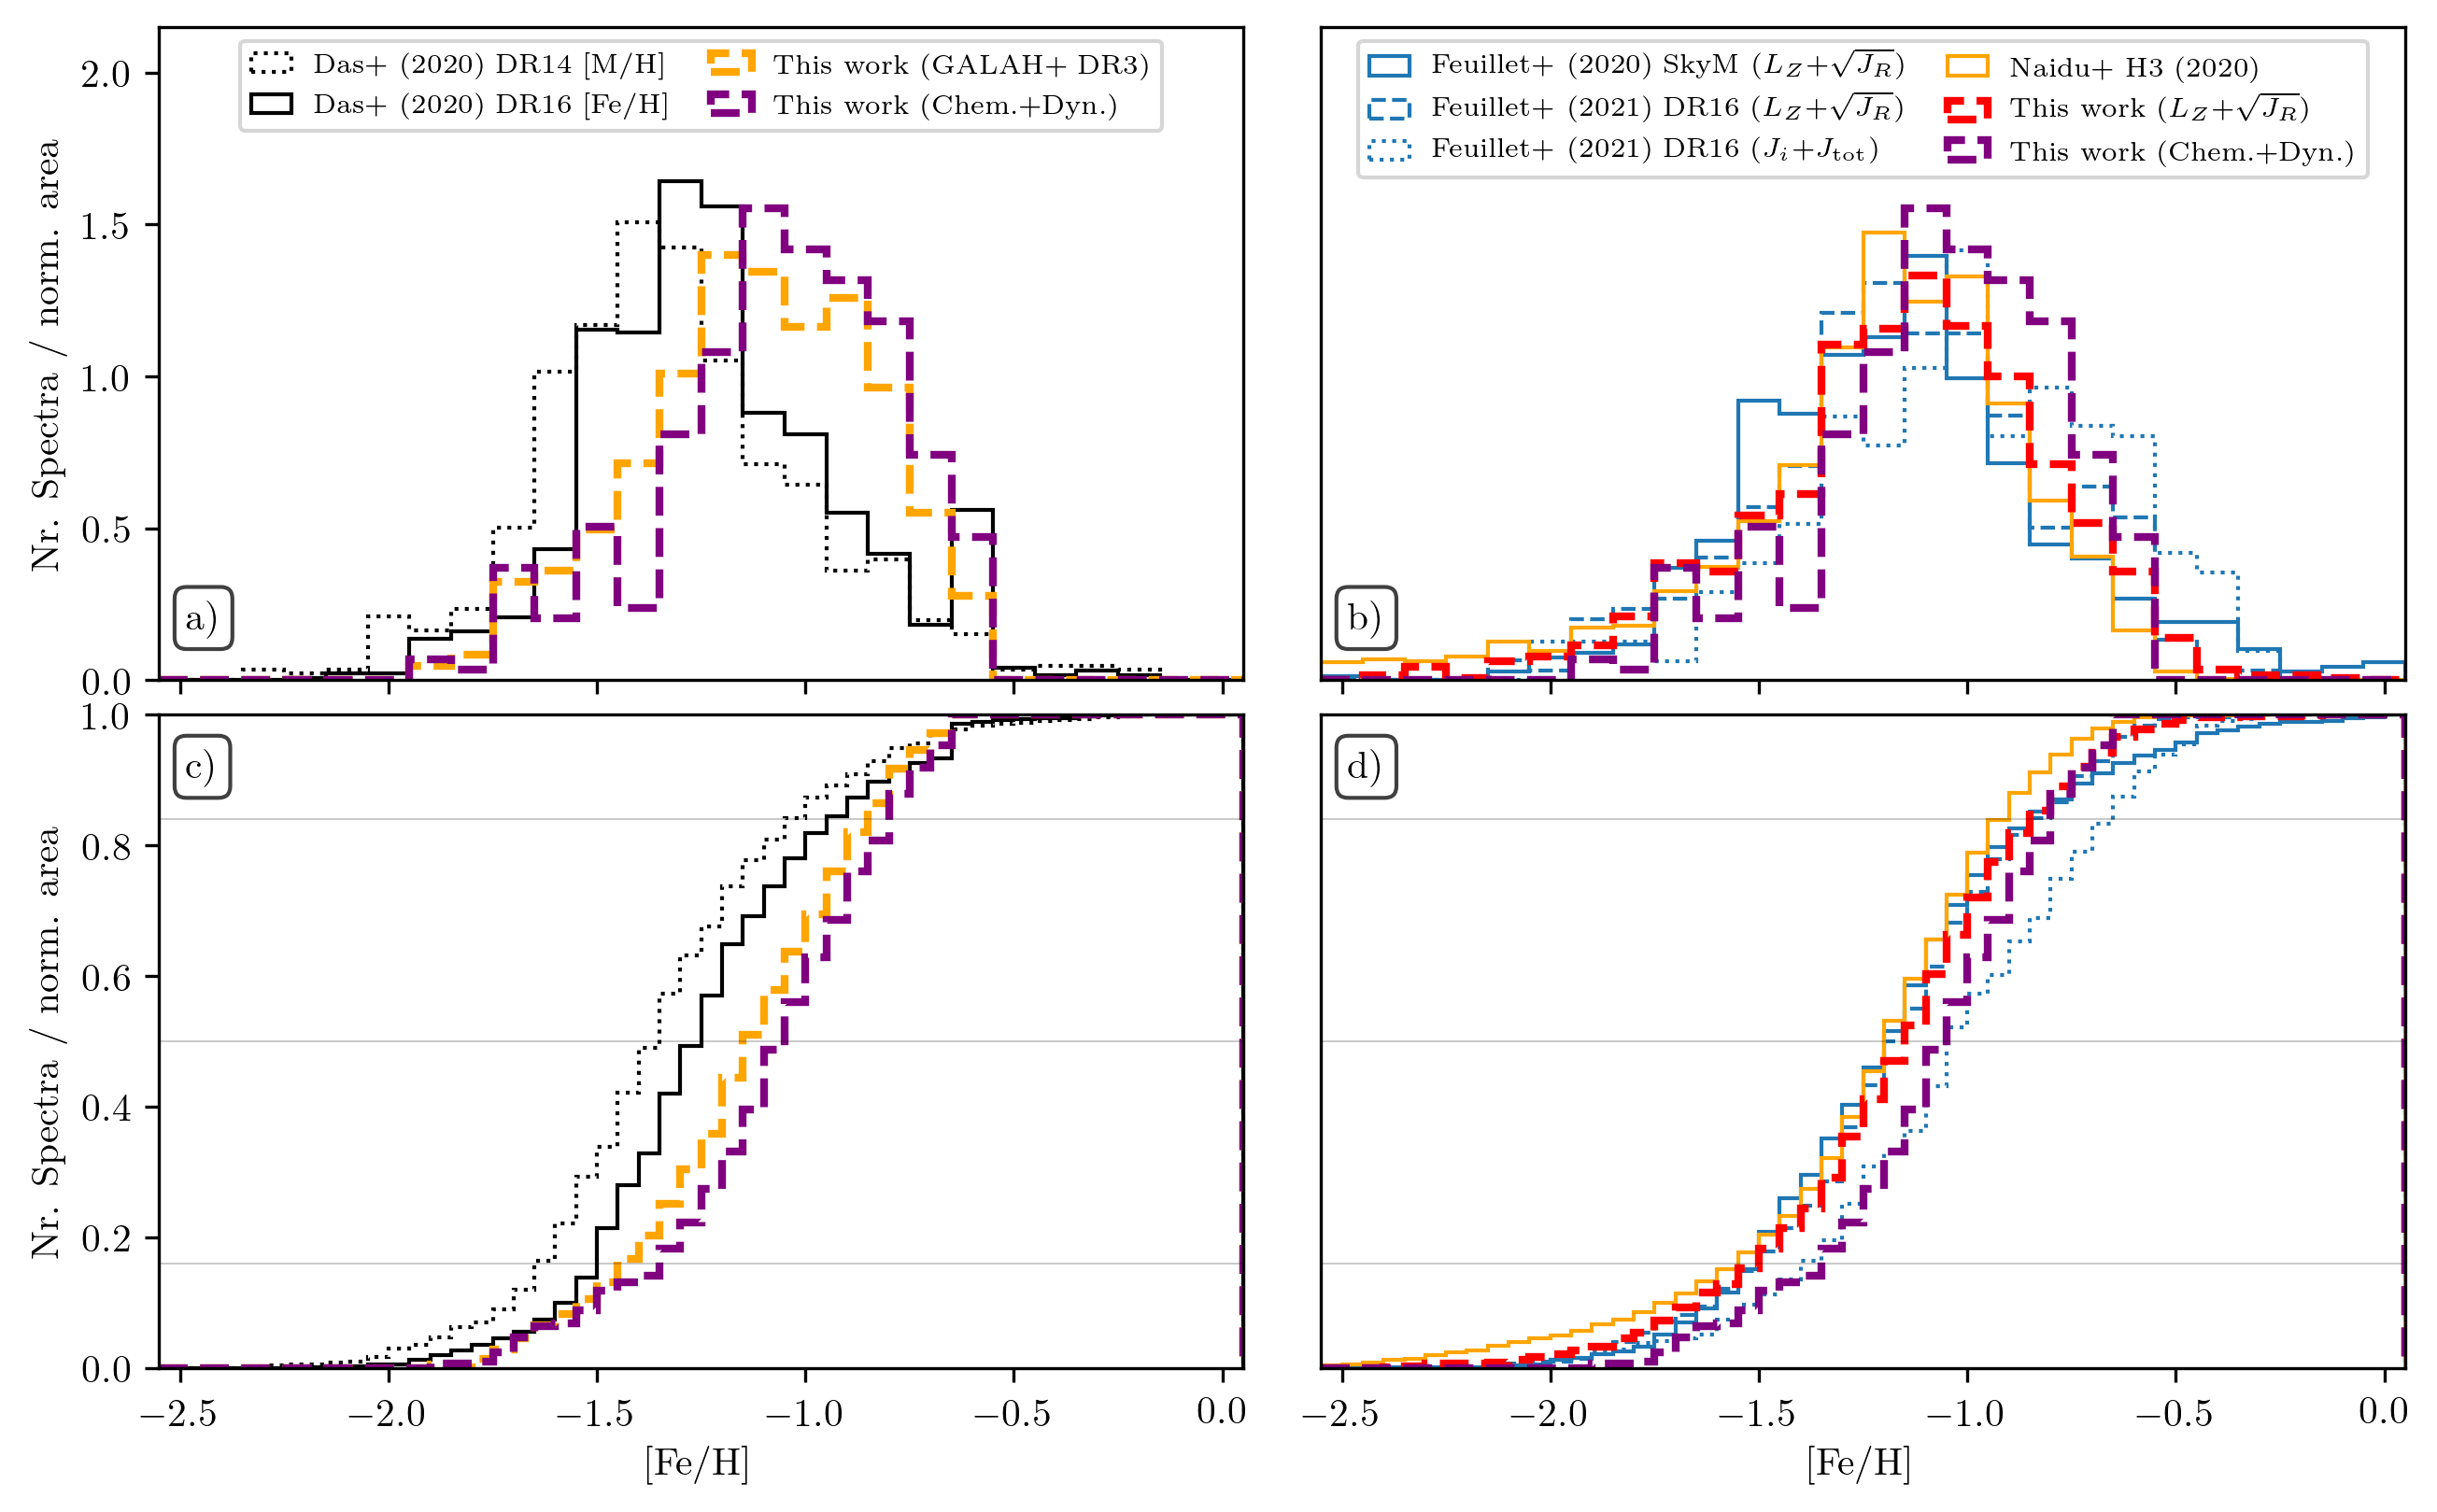 Das+ (2020) DR14 [M/H]
Das+ (2020) DR16 [Fe/H]
This work (GALAH+ DR3)
This work (Chem.+Dyn.)
Nr. Spectra / norm. area
2.0
1.5
1.0
0.5
0.0
a)
Feuillet+ (2020) SkyM (L_Z+√J_R)
Feuillet+ (2021) DR16 (L_Z+√J_R)
Feuillet+ (2021) DR16 (J_i+J_tot)
Naidu+ H3 (2020)
This work (L_Z+√J_R)
This work (Chem.+Dyn.)
b)
Nr. Spectra / norm. area
1.0
0.8
0.6
0.4
0.2
0.0
c)
−2.5 −2.0 −1.5 −1.0 −0.5 0.0
[Fe/H]
d)
−2.5 −2.0 −1.5 −1.0 −0.5 0.0
[Fe/H]